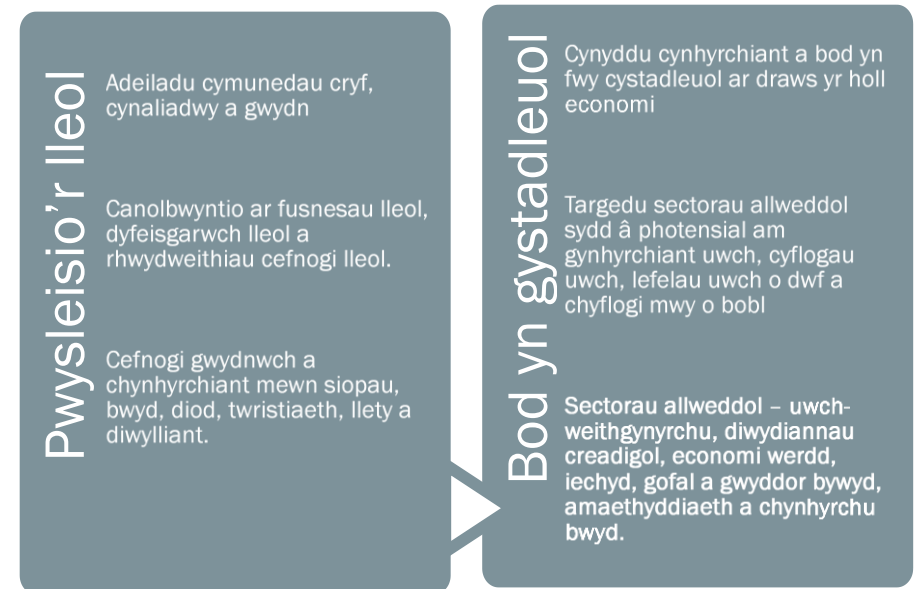 Pwysleisio’r lleol
Adeiladu cymunedau cryf,
cynaliadwy a gwydn
Canolbwyntio ar fusnesau lleol,
dyfeisgarwch lleol a
rhwydweithiau cefnogi lleol.
Cefnogi gwydnwch a
chynhyrchiant mewn siopau,
bwyd, diod, twristiaeth, llety a
diwylliant.
Bod yn gystadleuol
Cynyddu cynhyrchiant a bod yn
fwy cystadleuol ar draws yr holl
economi
Targedu sectorau allweddol
sydd â photensial am
gynhyrchiant uwch, cyflogau
uwch, lefelau uwch o dwf a
chyflogi mwy o bobl
Sectorau allweddol – uwch-
weithgynyrchu, diwydiannau
creadigol, economi werdd,
iechyd, gofal a gwyddor bywyd,
amaethyddiaeth a chynhyrchu
bwyd.